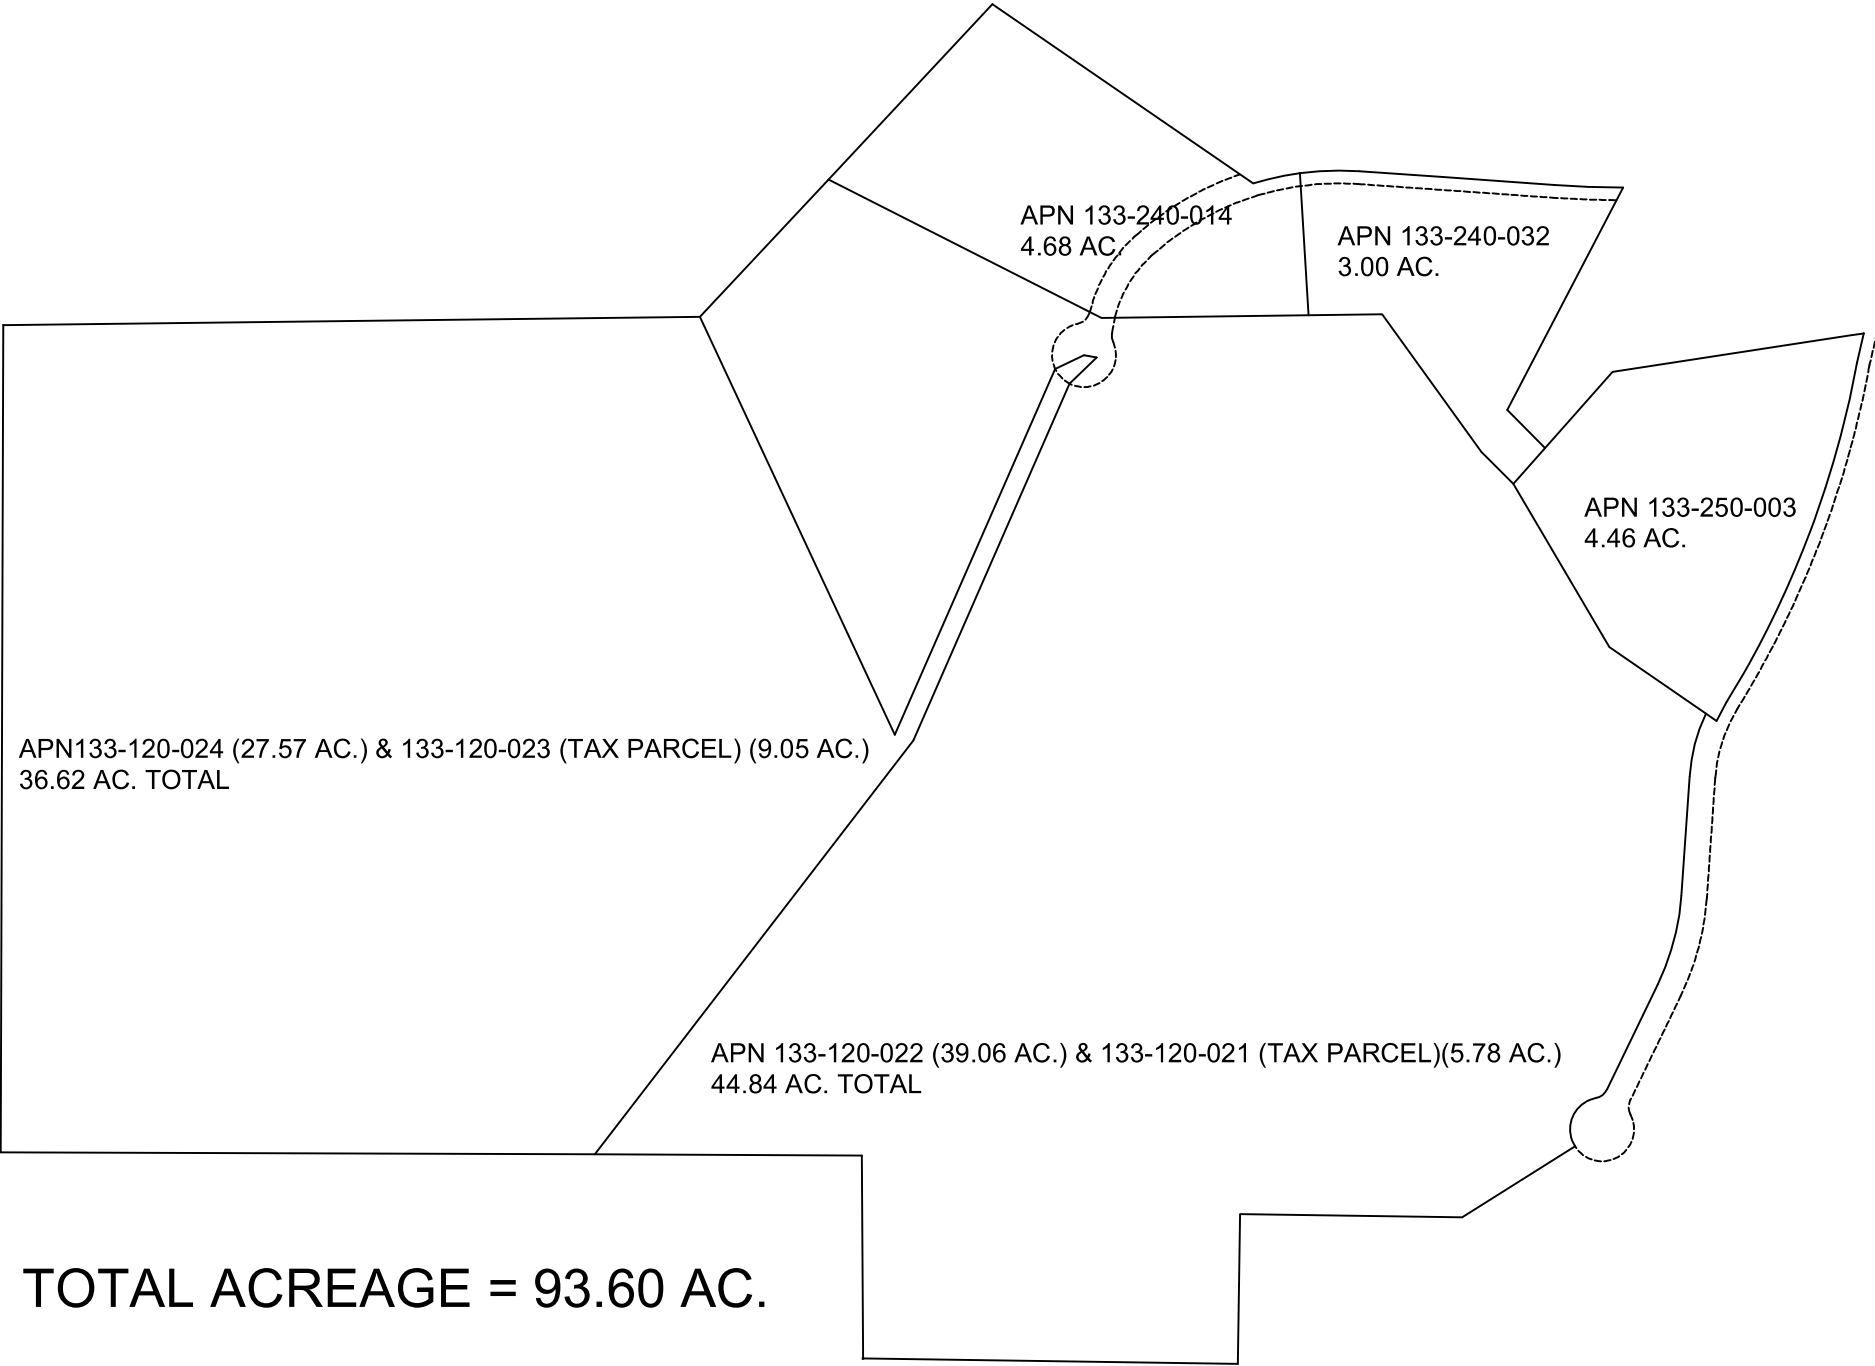 APN 133-240-014
4.68 AC.
APN 133-240-032
3.00 AC.
APN 133-250-003
4.46 AC.
APN133-120-024 (27.57 AC.) & 133-120-023 (TAX PARCEL) (9.05 AC.)
36.62 AC. TOTAL
APN 133-120-022 (39.06 AC.) & 133-120-021 (TAX PARCEL)(5.78 AC.)
44.84 AC. TOTAL
TOTAL ACREAGE = 93.60 AC.